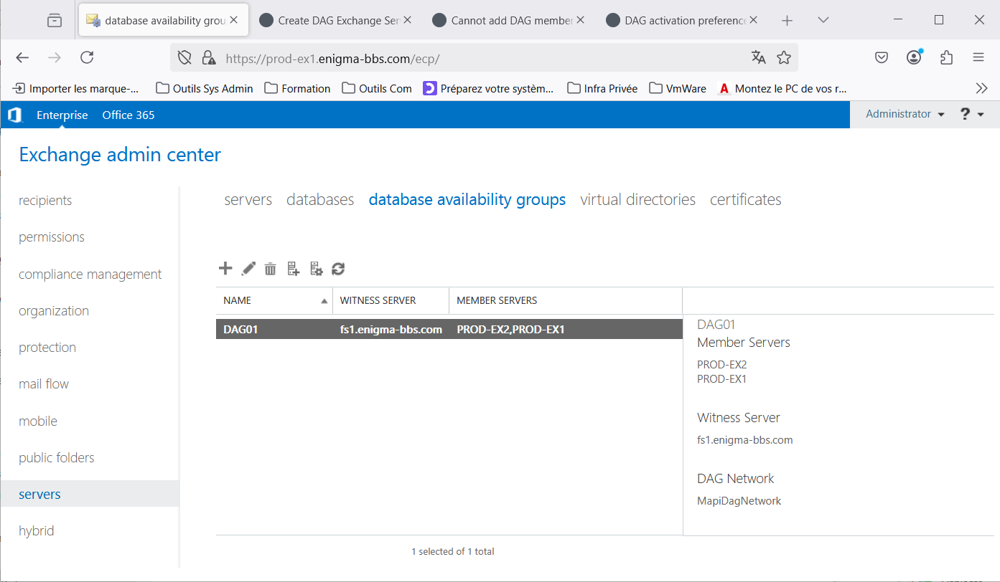 database availability grou
Create DAG Exchange Ser
Cannot add DAG member
DAG activation preference
https://prod-ex1.enigma-bbs.com/ecp/
Importer les marque-...
Outils Sys Admin
Formation
Outils Com
Préparez votre systèm...
Infra Privée
VmWare
Montez le PC de vos r...
Enterprise
Office 365
Administrator
?
Exchange admin center
recipients
permissions
compliance management
organization
protection
mail flow
mobile
public folders
servers
hybrid
servers
databases
database availability groups
virtual directories
certificates
NAME
WITNESS SERVER
MEMBER SERVERS
DAG01
fs1.enigma-bbs.com
PROD-EX2,PROD-EX1
DAG01
Member Servers
PROD-EX2
PROD-EX1
Witness Server
fs1.enigma-bbs.com
DAG Network
MapiDagNetwork
1 selected of 1 total